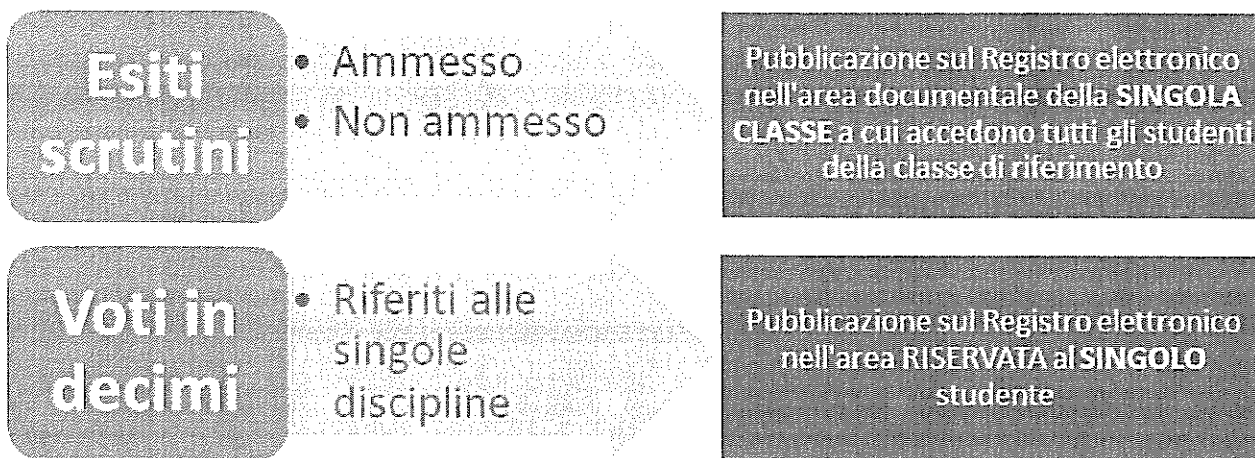 Esiti
scrutini
• Ammesso
• Non ammesso
Pubblicazione sul Registro elettronico
nell'area documentale della SINGOLA
CLASSE a cui accedono tutti gli studenti
della classe di riferimento
Voti in
decimi
• Riferiti alle
singole
discipline
Pubblicazione sul Registro elettronico
nell'area RISERVATA al SINGOLO
studente